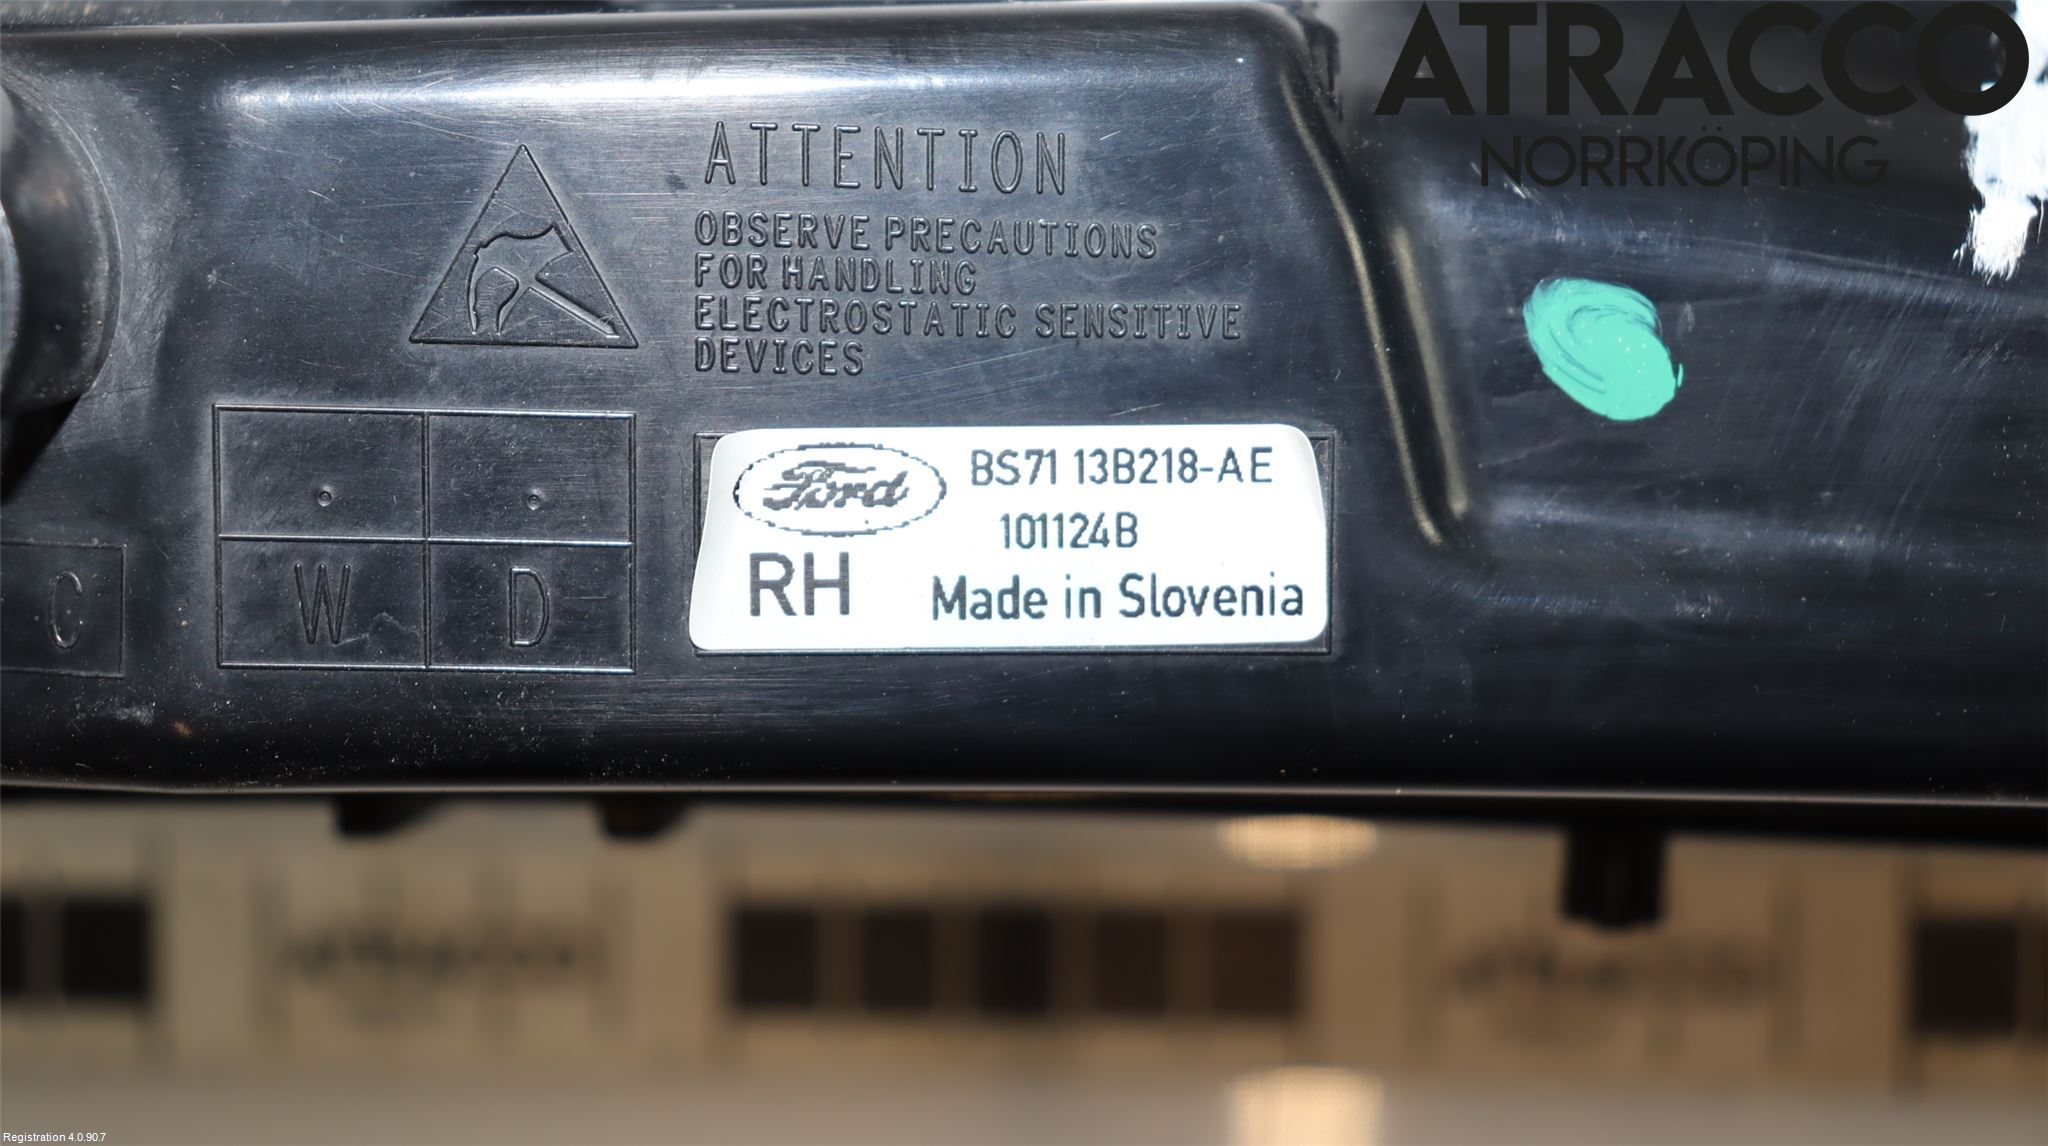 ATRACCO
NORRKÖPING
ATTENTION
OBSERVE PRECAUTIONS
FOR HANDLING
ELECTROSTATIC SENSITIVE
DEVICES
C
W D
Ford
BS71 13B218-AE
101124B
RH
Made in Slovenia
Registration 4.0.90.7